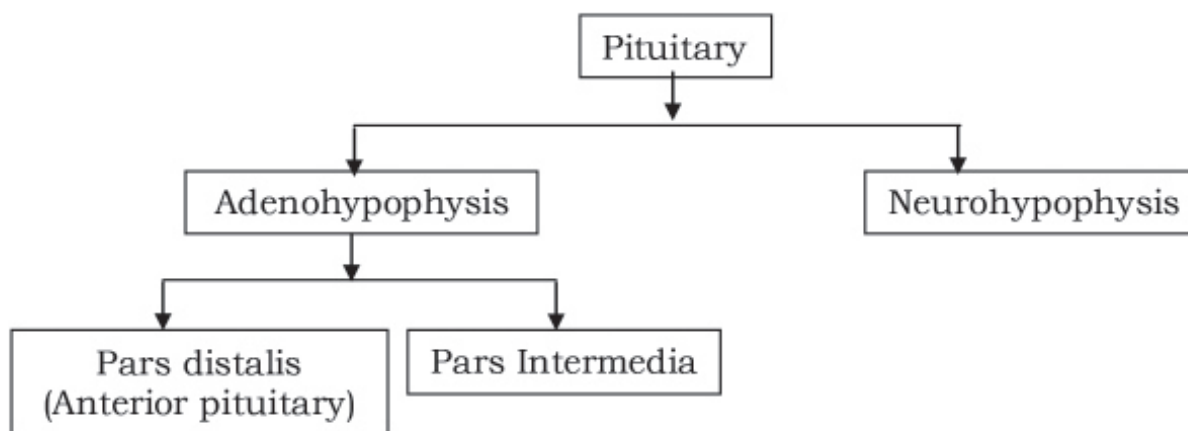 Pituitary
Adenohypophysis
Neurohypophysis
Pars distalis
(Anterior pituitary)
Pars Intermedia